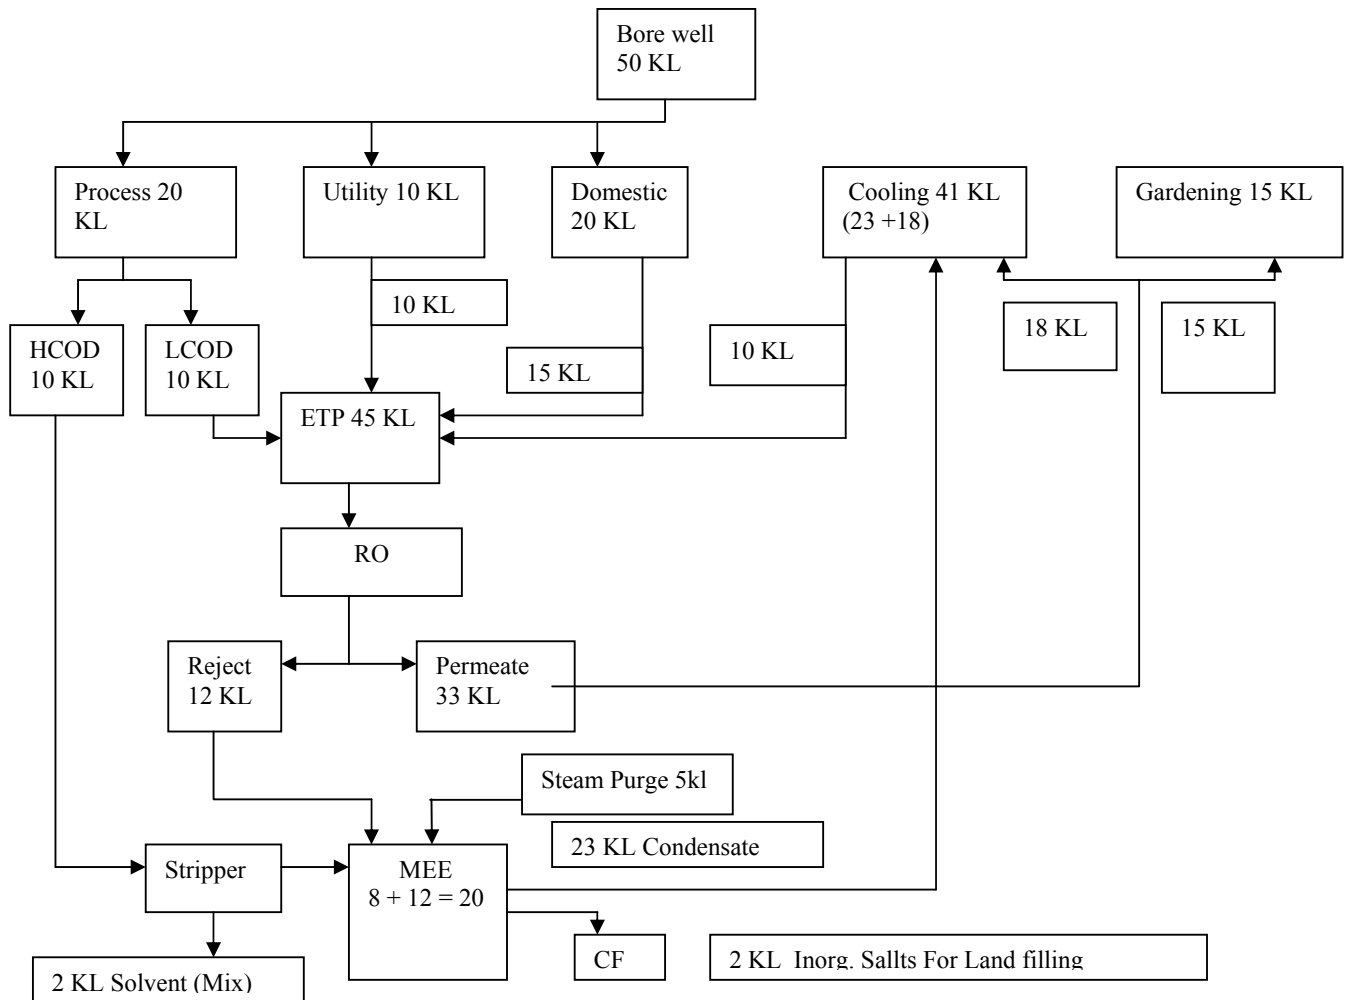 Bore well
50 KL
Process 20
KL
Utility 10 KL
Domestic
20 KL
Cooling 41 KL
(23 +18)
Gardening 15 KL
10 KL
18 KL
15 KL
HCOD
10 KL
LCOD
10 KL
10 KL
15 KL
ETP 45 KL
RO
Reject
12 KL
Permeate
33 KL
Steam Purge 5kl
23 KL Condensate
Stripper
MEE
8 + 12 = 20
CF
2 KL  Inorg. Sallts For Land filling
2 KL Solvent (Mix)